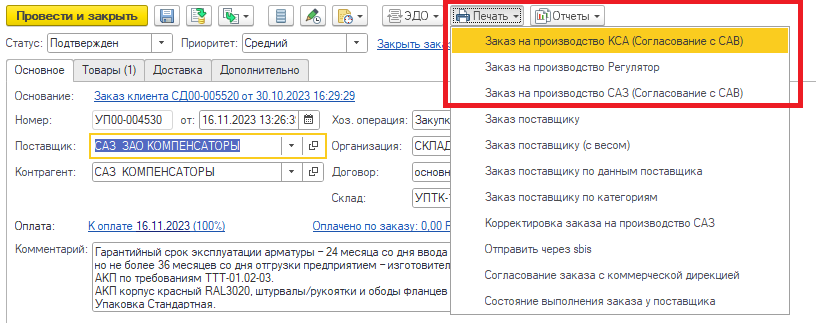 Провести и закрыть ЭДО Печать Отчеты
Статус: Подтвержден Приоритет: Средний Закрыть зака
Основное Товары (1) Доставка Дополнительно
Основание: Заказ клиента СД00-005520 от 30.10.2023 16:29:29
Номер: УП00-004530 от: 16.11.2023 13:26:3 Хоз. операция: Закупк
Поставщик: САЗ ЗАО КОМПЕНСАТОРЫ Организация: СКЛАД
Контрагент: САЗ КОМПЕНСАТОРЫ Договор: основн
Склад: УПТК-
Оплата: К оплате 16.11.2023 (100%) Оплачено по заказу: 0,00
Комментарий: Гарантийный срок эксплуатации арматуры – 24 месяца со дня ввода
но не более 36 месяцев со дня отгрузки предприятием – изготовител
АКП по требованиям ТТТ-01.02-03.
АКП корпус красный RAL3020, штурвалы/рукоятки и ободы фланцев
Упаковка Стандартная.
Заказ на производство КСА (Согласование с САВ)
Заказ на производство Регулятор
Заказ на производство САЗ (Согласование с САВ)
Заказ поставщику
Заказ поставщику (с весом)
Заказ поставщику по данным поставщика
Заказ поставщику по категориям
Корректировка заказа на производство САЗ
Отправить через sbis
Согласование заказа с коммерческой дирекцией
Состояние выполнения заказа у поставщика